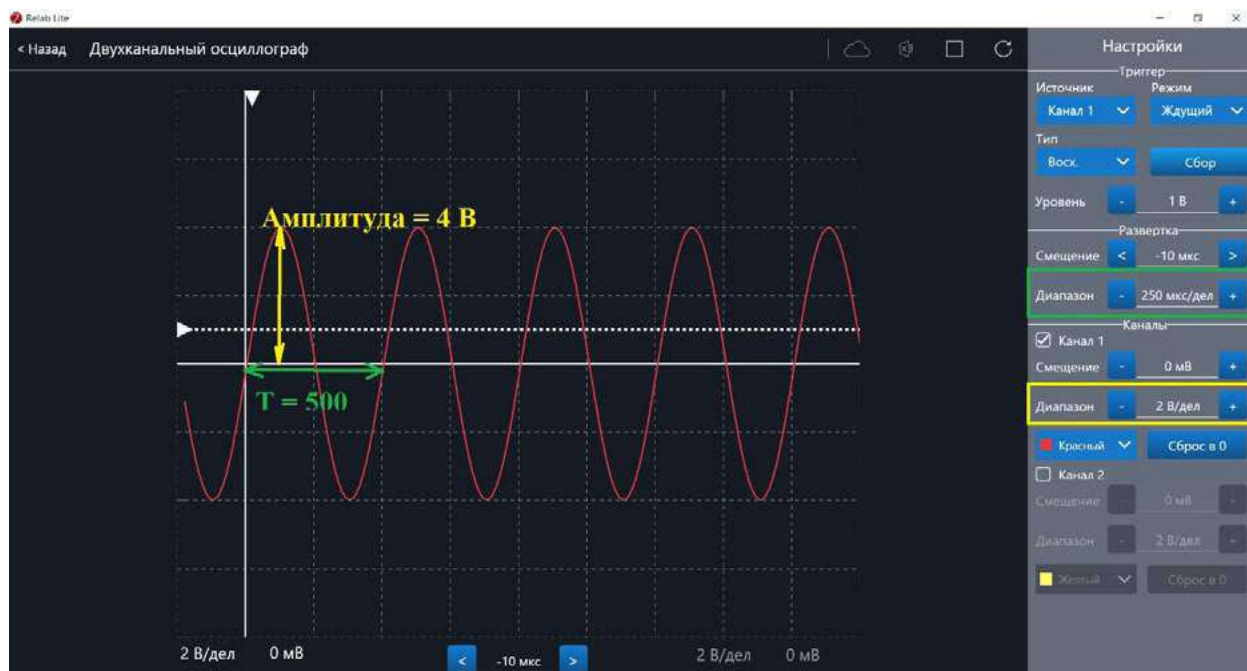 Relab Lite
< Назад Двухканальный осциллограф
Настройки
Триггер
Источник Режим
Канал 1 Ждущий
Тип
Восх. Сбор
Уровень - 1 В +
Развертка
Смещение < -10 мкс >
Диапазон - 250 мкс/дел +
Каналы
Канал 1
Смещение - 0 мВ +
Диапазон - 2 В/дел +
Красный Сброс в 0
Канал 2
Смещение - 0 мВ +
Диапазон - 2 В/дел +
Желтый Сброс в 0
Амплитуда = 4 В
T = 500
2 В/дел 0 мВ < -10 мкс > 2 В/дел 0 мВ